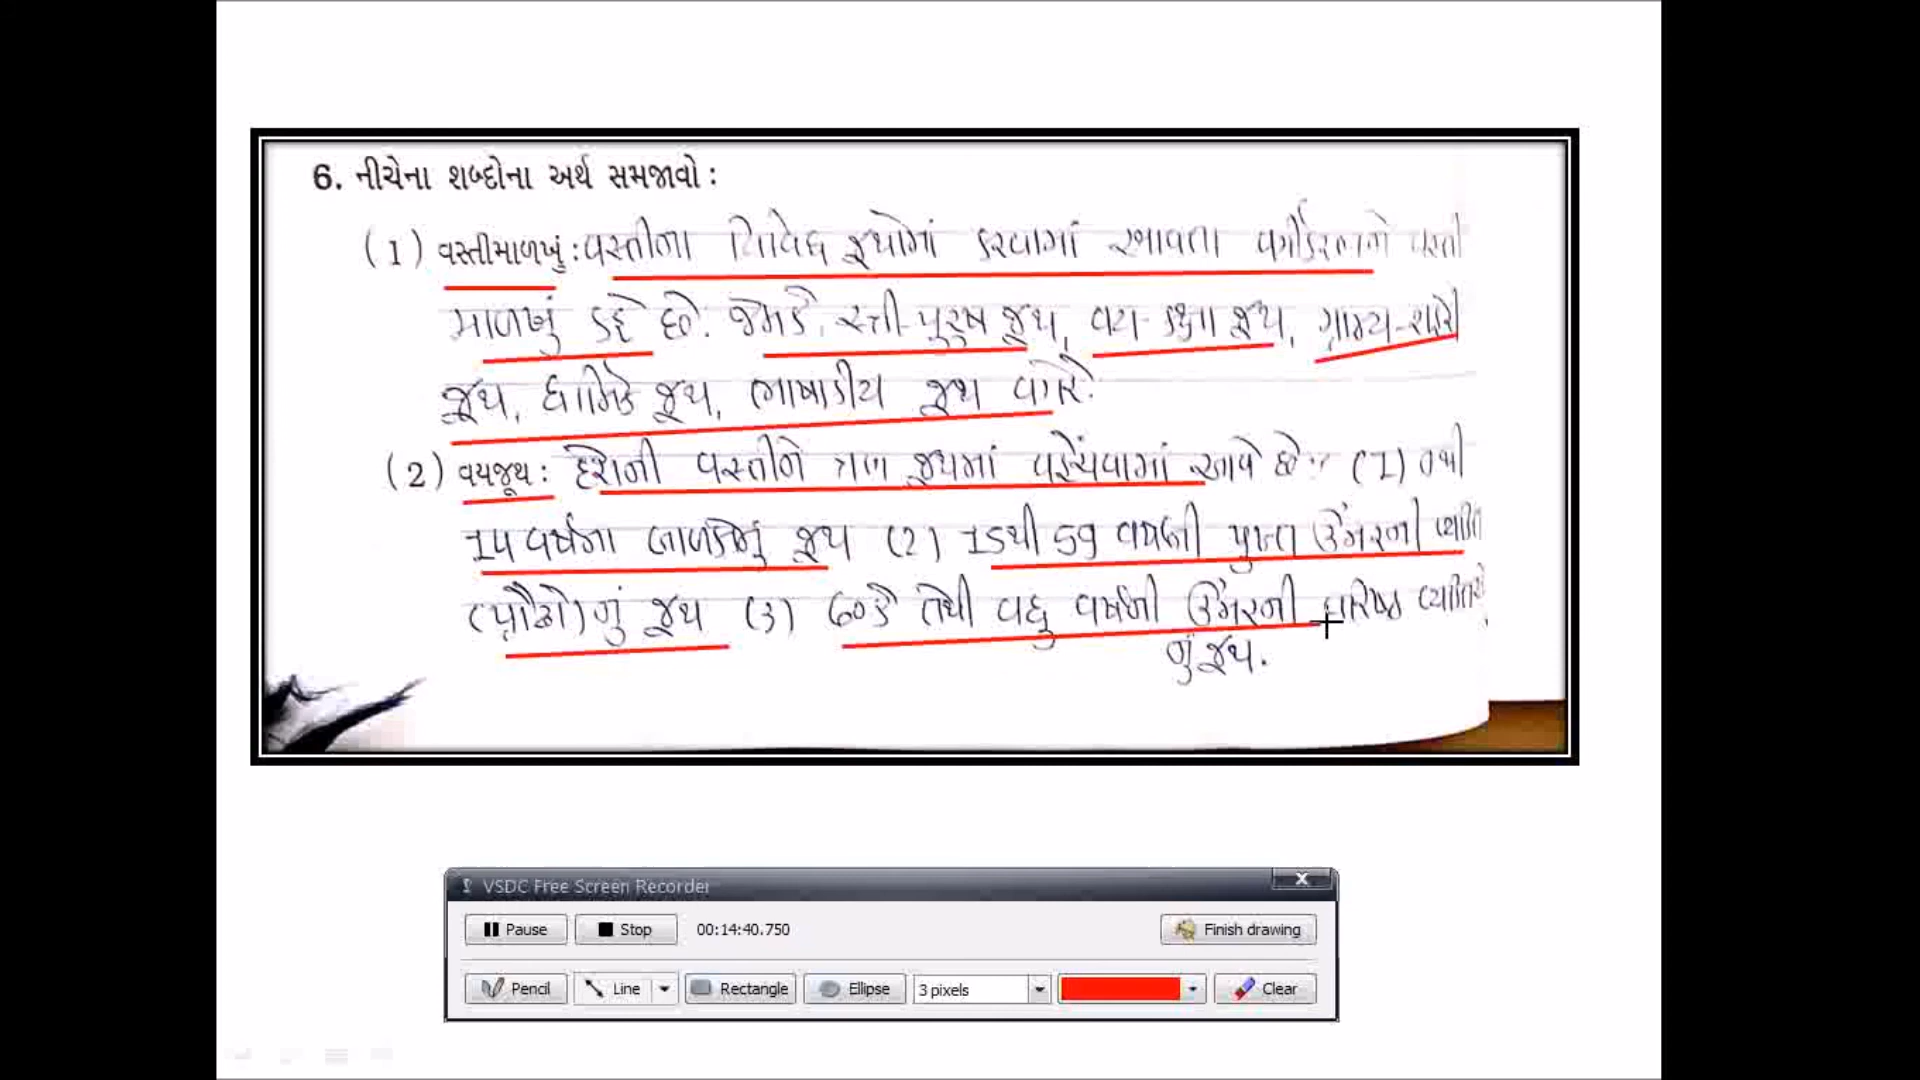 6. નીચેના શબ્દોના અર્થ સમજાવો :
(1) વસ્તીમાળખું : વસ્તીના વિવિધ જૂથોમાં કરવામાં આવતા વર્ગીકરણને વસ્તી
માળખું કહે છે. જેમકે, સ્ત્રી-પુરુષ જૂથ, વય-કક્ષા જૂથ, ગ્રામ્ય-શહેરી
જૂથ, ધાર્મિક જૂથ, ભાષાકીય જૂથ વગેરે.
(2) વયજૂથ : દેશની વસ્તીને ત્રણ જૂથમાં વહેંચવામાં આવે છે : (1) 0થી
14 વર્ષના બાળકોનું જૂથ (2) 15થી 59 વર્ષની પુખ્ત ઉંમરની વ્યક્તિ
(પ્રૌઢો)નું જૂથ (3) 60કે તેથી વધુ વર્ષની ઉંમરની વરિષ્ઠ
નું જૂથ.
VSDC Free Screen Recorder
Pause Stop 00:14:40.750 Finish drawing
Pencil Line Rectangle Ellipse 3 pixels Clear